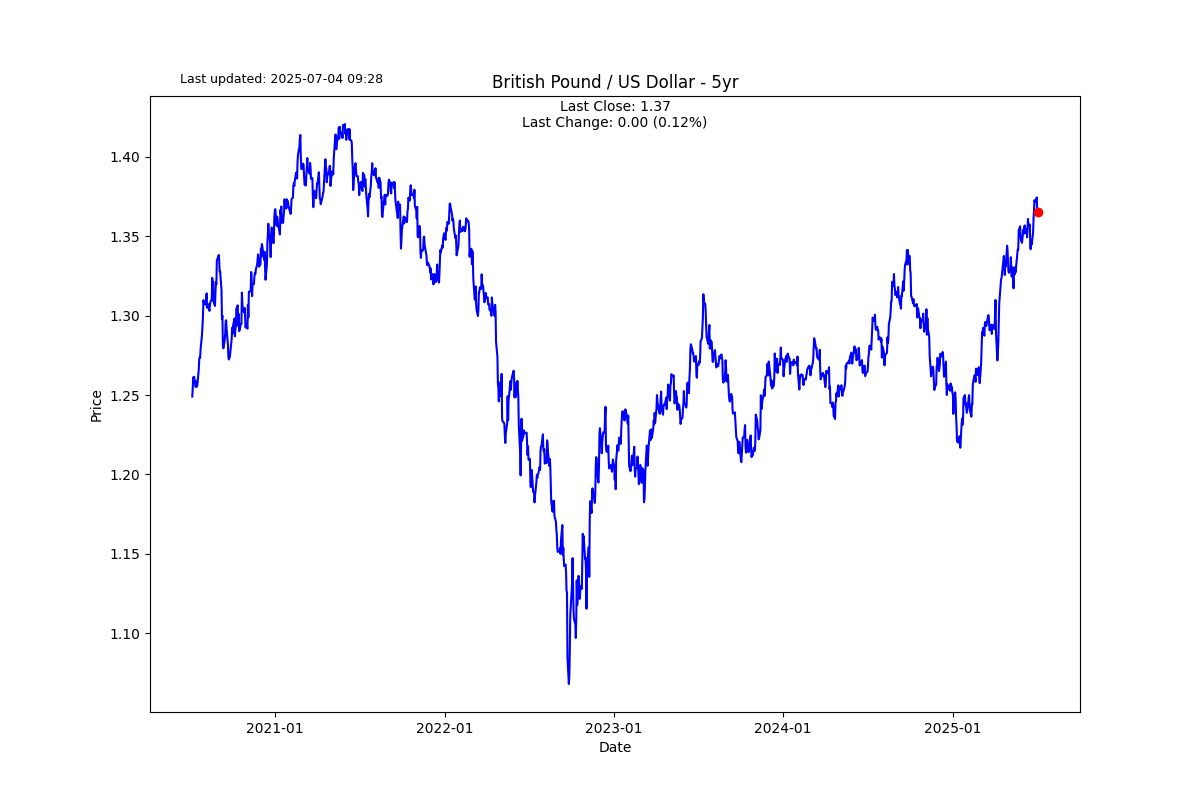 Last updated: 2025-07-04 09:28
British Pound / US Dollar - 5yr
Last Close: 1.37
Last Change: 0.00 (0.12%)
1.40
1.35
1.30
1.25
1.20
1.15
1.10
Price
2021-01
2022-01
2023-01
2024-01
2025-01
Date